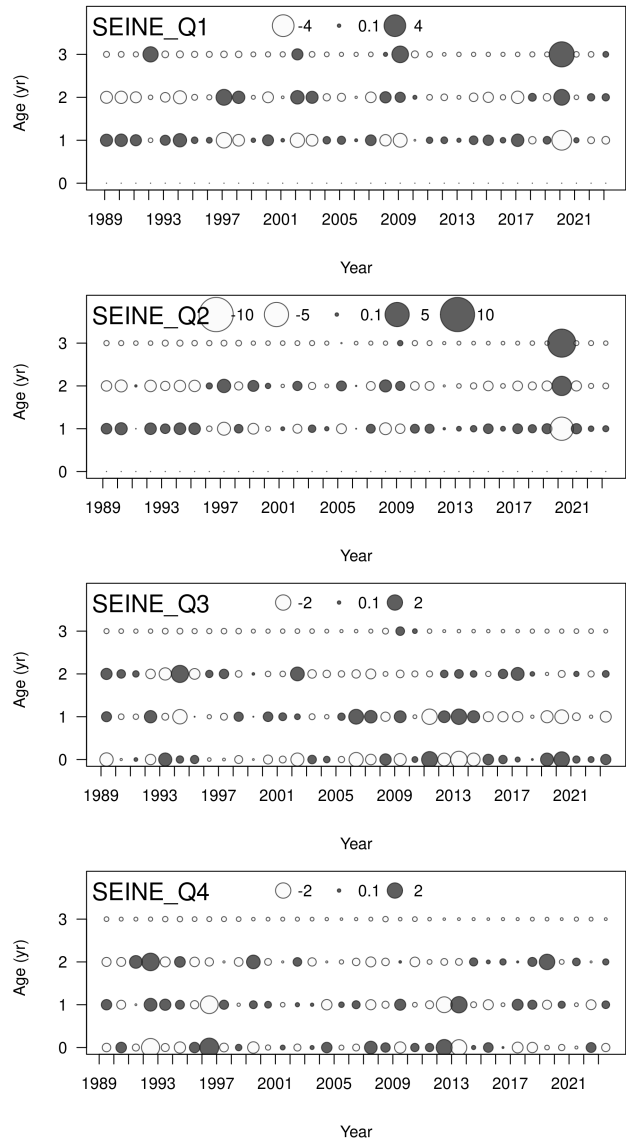 SEINE_Q1 -4 0.1 4
3
2
1
0
Age (yr)
1989 1993 1997 2001 2005 2009 2013 2017 2021
Year
SEINE_Q2 -10 -5 0.1 5 10
3
2
1
0
Age (yr)
1989 1993 1997 2001 2005 2009 2013 2017 2021
Year
SEINE_Q3 -2 0.1 2
3
2
1
0
Age (yr)
1989 1993 1997 2001 2005 2009 2013 2017 2021
Year
SEINE_Q4 -2 0.1 2
3
2
1
0
Age (yr)
1989 1993 1997 2001 2005 2009 2013 2017 2021
Year